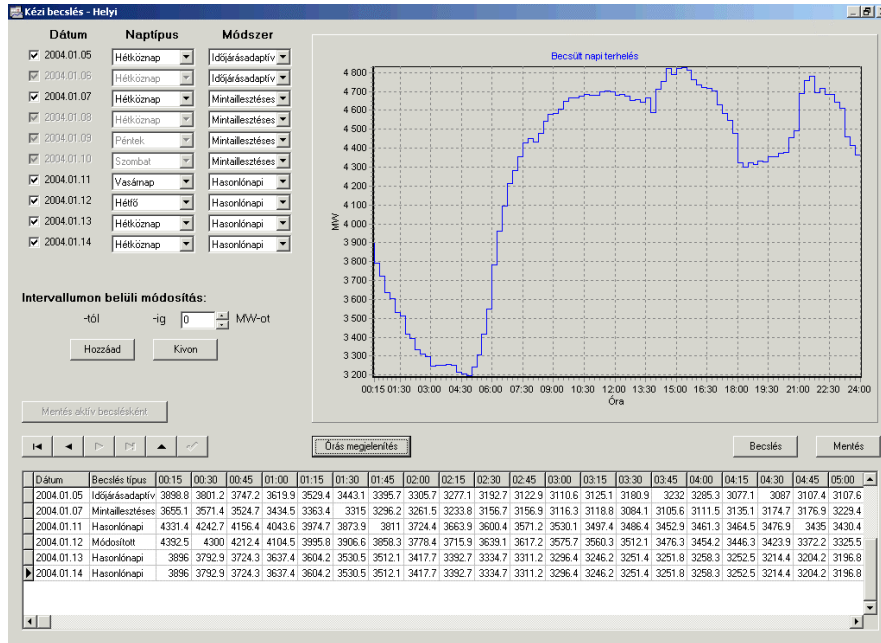 Kézi becslés - Helyi
Dátum Naptípus Módszer
2004.01.05 Hétköznap Időjárásadaptív
2004.01.06 Hétköznap Időjárásadaptív
2004.01.07 Hétköznap Mintaillesztéses
2004.01.08 Hétköznap Mintaillesztéses
2004.01.09 Péntek Mintaillesztéses
2004.01.10 Szombat Mintaillesztéses
2004.01.11 Vasárnap Hasonlónapi
2004.01.12 Hétfő Hasonlónapi
2004.01.13 Hétköznap Hasonlónapi
2004.01.14 Hétköznap Hasonlónapi
Intervallumon belüli módosítás:
-tól -ig 0 MW-ot
Hozzáad Kivon
Mentés aktív becslésként
Becsült napi terhelés
4 800
4 700
4 600
4 500
4 400
4 300
4 200
4 100
4 000
3 900
3 800
3 700
3 600
3 500
3 400
3 300
3 200
MW
00:15 01:30 03:00 04:30 06:00 07:30 09:00 10:30 12:00 13:30 15:00 16:30 18:00 19:30 21:00 22:30 24:00
Óra
Órás megjelenítés Becslés Mentés
Dátum Becslés típus 00:15 00:30 00:45 01:00 01:15 01:30 01:45 02:00 02:15 02:30 02:45 03:00 03:15 03:30 03:45 04:00 04:15 04:30 04:45 05:00
2004.01.05 Időjárásadaptív 3898.8 3801.2 3747.2 3619.9 3529.4 3443.1 3395.7 3305.7 3277.1 3192.7 3122.9 3110.6 3125.1 3180.9 3232 3285.3 3077.1 3087 3107.4 3107.6
2004.01.07 Mintaillesztéses 3655.1 3571.4 3524.7 3434.5 3363.4 3315 3296.2 3261.5 3233.8 3156.7 3156.9 3116.3 3118.8 3084.1 3105.6 3111.5 3135.1 3174.7 3176.9 3229.4
2004.01.11 Hasonlónapi 4331.4 4242.7 4156.4 4043.6 3974.7 3873.9 3811 3724.4 3663.9 3600.4 3571.2 3530.1 3497.4 3486.4 3452.9 3461.3 3464.5 3476.9 3435 3430.4
2004.01.12 Módosított 4392.5 4300 4212.4 4104.5 3995.8 3906.6 3858.3 3778.4 3715.9 3639.1 3617.2 3575.7 3560.3 3512.1 3476.3 3454.2 3446.3 3423.9 3372.2 3325.5
2004.01.13 Hasonlónapi 3896 3792.9 3724.3 3637.4 3604.2 3530.5 3512.1 3417.7 3392.7 3334.7 3311.2 3296.4 3246.2 3251.4 3251.8 3258.3 3252.5 3214.4 3204.2 3196.8
2004.01.14 Hasonlónapi 3896 3792.9 3724.3 3637.4 3604.2 3530.5 3512.1 3417.7 3392.7 3334.7 3311.2 3296.4 3246.2 3251.4 3251.8 3258.3 3252.5 3214.4 3204.2 3196.8